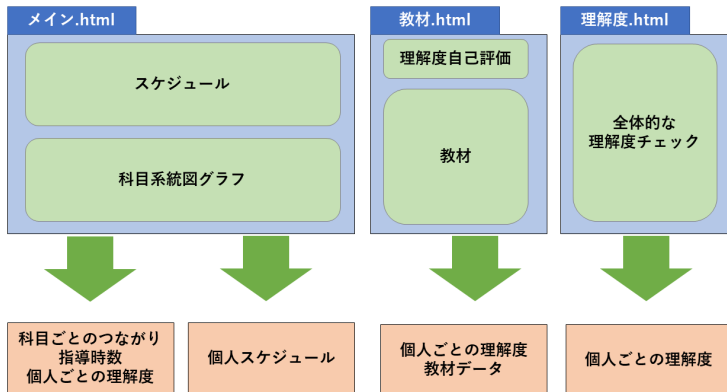 メイン.html
スケジュール
科目系統図グラフ
教材.html
理解度自己評価
教材
理解度.html
全体的な
理解度チェック
科目ごとのつながり
指導時数
個人ごとの理解度
個人スケジュール
個人ごとの理解度
教材データ
個人ごとの理解度